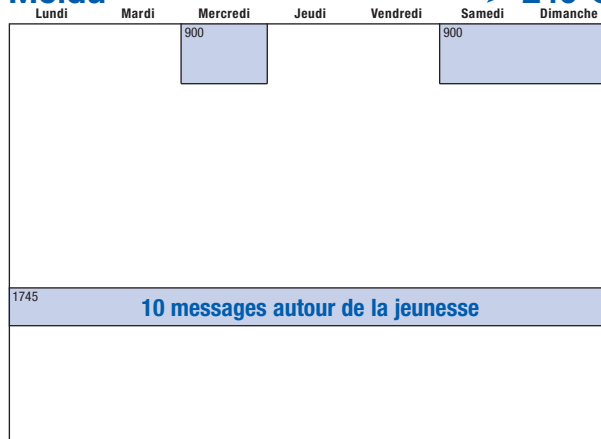 Lundi Mardi Mercredi Jeudi Vendredi Samedi Dimanche
900 900
1745
10 messages autour de la jeunesse